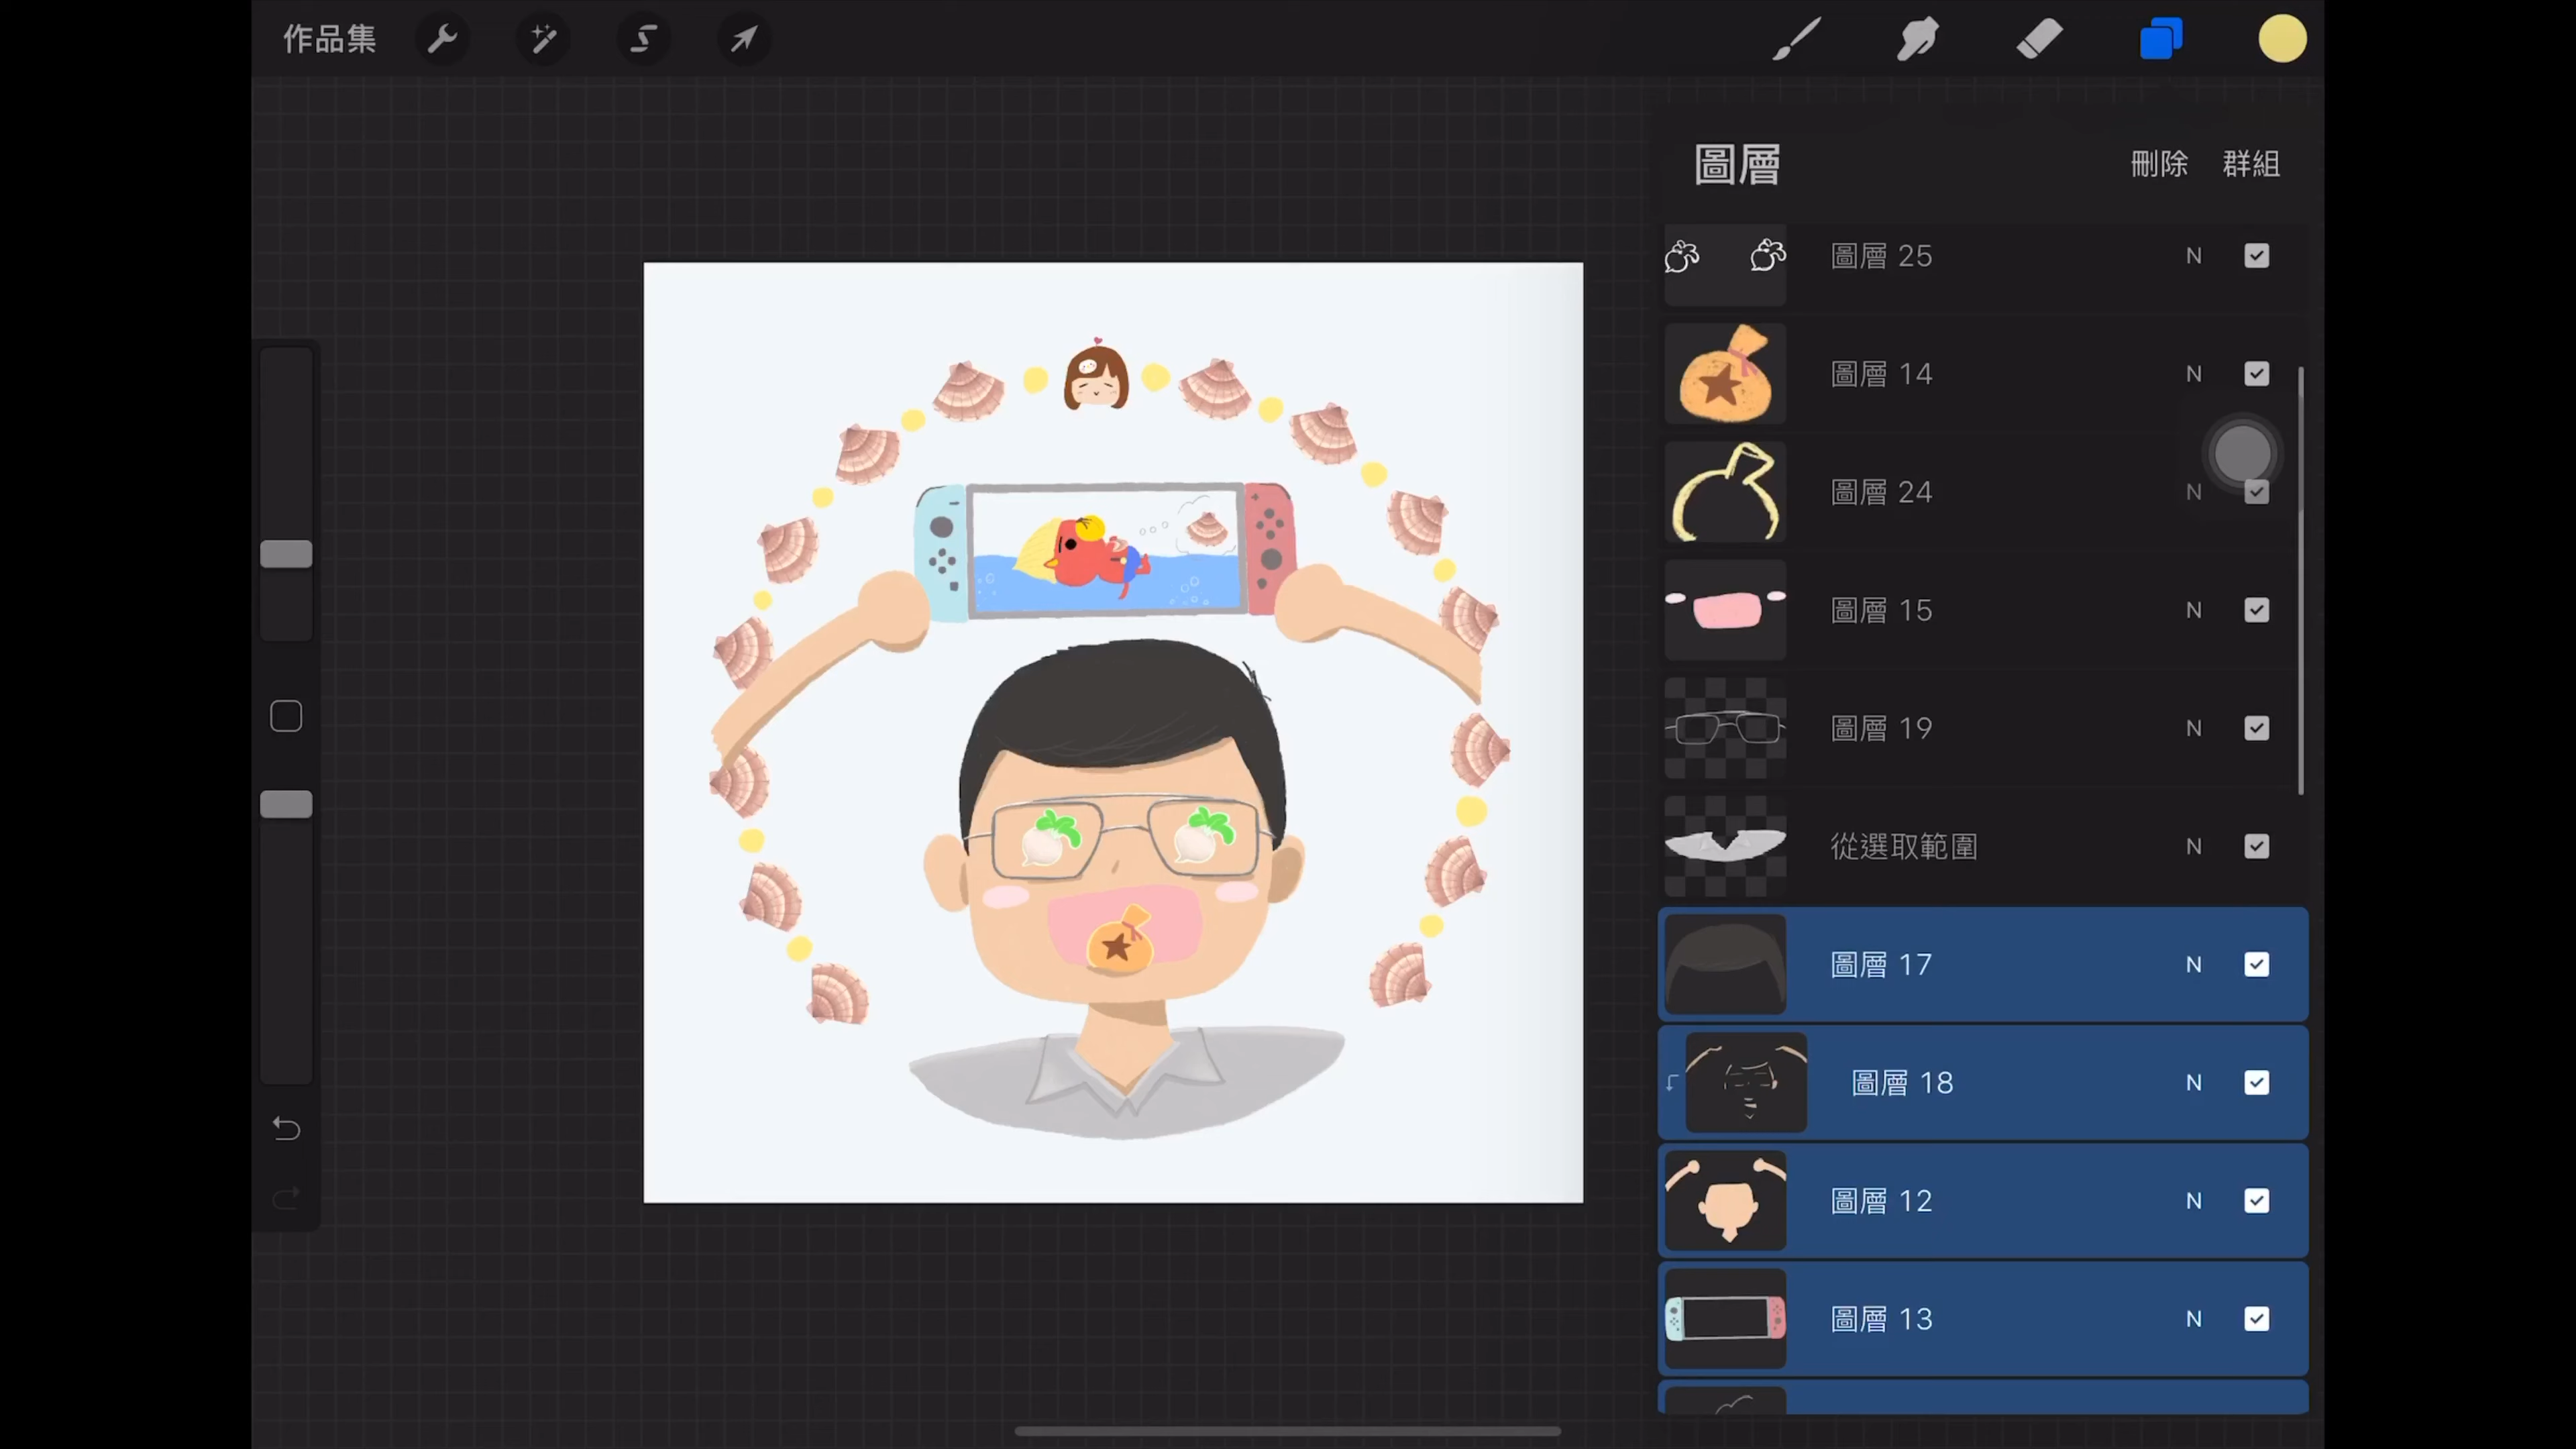 作品集
圖層
刪除 群組
圖層 25 N
圖層 14 N
圖層 24 N
圖層 15 N
圖層 19 N
從選取範圍 N
圖層 17 N
圖層 18 N
圖層 12 N
圖層 13 N